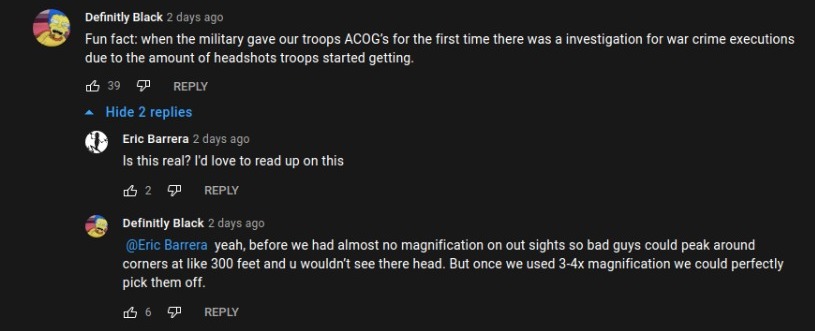 Definitly Black 2 days ago
Fun fact: when the military gave our troops ACOG's for the first time there was a investigation for war crime executions
due to the amount of headshots troops started getting.
39 REPLY
Hide 2 replies
Eric Barrera 2 days ago
Is this real? I'd love to read up on this
2 REPLY
Definitly Black 2 days ago
@Eric Barrera yeah, before we had almost no magnification on out sights so bad guys could peak around
corners at like 300 feet and u wouldn't see there head. But once we used 3-4x magnification we could perfectly
pick them off.
6 REPLY